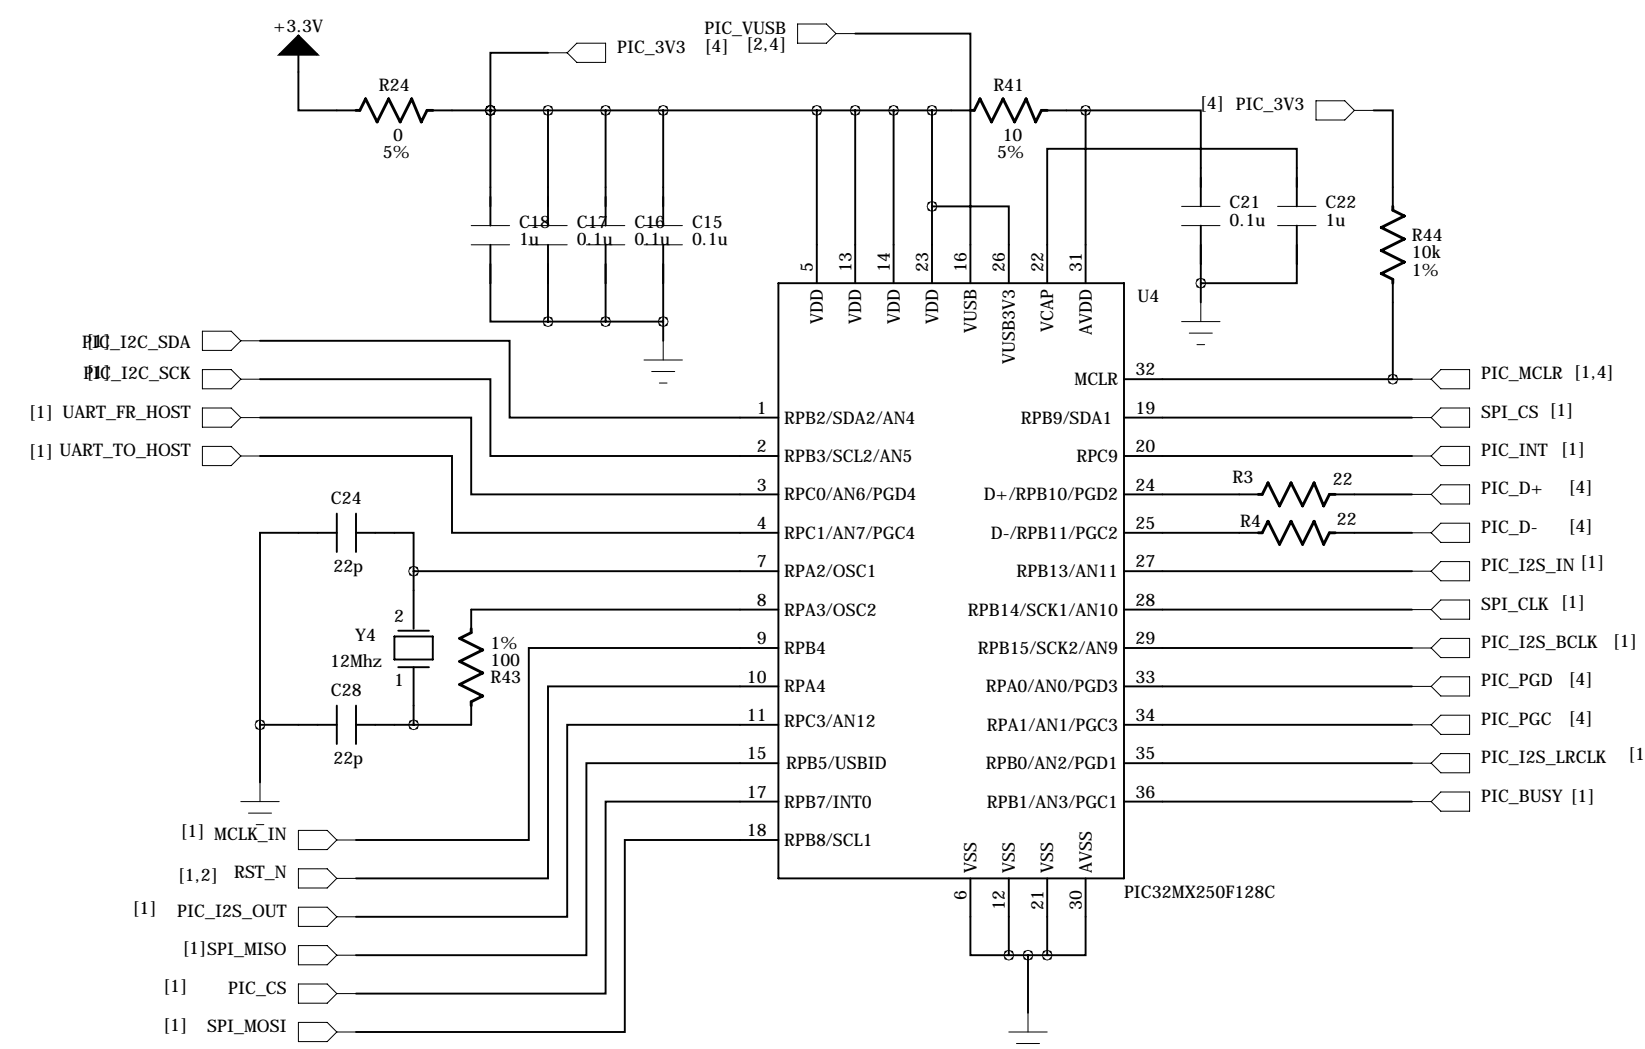 +3.3V
PIC_3V3
PIC_VUSB
[4] [2,4]
R24
0
5%
R41
10
5%
[4] PIC_3V3
C18
1u
C17
0.1u
C16
0.1u
C15
0.1u
C21
0.1u
C22
1u
R44
10k
1%
5
13
14
23
16
26
22
31
VDD
VDD
VDD
VDD
VUSB
VUSB3V3
VCAP
AVDD
U4
[1]
PIC_I2C_SDA
[1]
PIC_I2C_SCK
[1] UART_FR_HOST
[1] UART_TO_HOST
C24
22p
2
Y4
12Mhz
1
C28
22p
1%
100
R43
1 RPB2/SDA2/AN4
2 RPB3/SCL2/AN5
3 RPC0/AN6/PGD4
4 RPC1/AN7/PGC4
7 RPA2/OSC1
8 RPA3/OSC2
9 RPB4
10 RPA4
11 RPC3/AN12
15 RPB5/USBID
17 RPB7/INT0
18 RPB8/SCL1
[1] MCLK_IN
[1,2] RST_N
[1] PIC_I2S_OUT
[1] SPI_MISO
[1] PIC_CS
[1] SPI_MOSI
MCLR 32 PIC_MCLR [1,4]
RPB9/SDA1 19 SPI_CS [1]
RPC9 20 PIC_INT [1]
D+/RPB10/PGD2 24 R3 22 PIC_D+ [4]
D-/RPB11/PGC2 25 R4 22 PIC_D- [4]
RPB13/AN11 27 PIC_I2S_IN [1]
RPB14/SCK1/AN10 28 SPI_CLK [1]
RPB15/SCK2/AN9 29 PIC_I2S_BCLK [1]
RPA0/AN0/PGD3 33 PIC_PGD [4]
RPA1/AN1/PGC3 34 PIC_PGC [4]
RPB0/AN2/PGD1 35 PIC_I2S_LRCLK [1
RPB1/AN3/PGC1 36 PIC_BUSY [1]
VSS
VSS
VSS
AVSS
6
12
21
30
PIC32MX250F128C